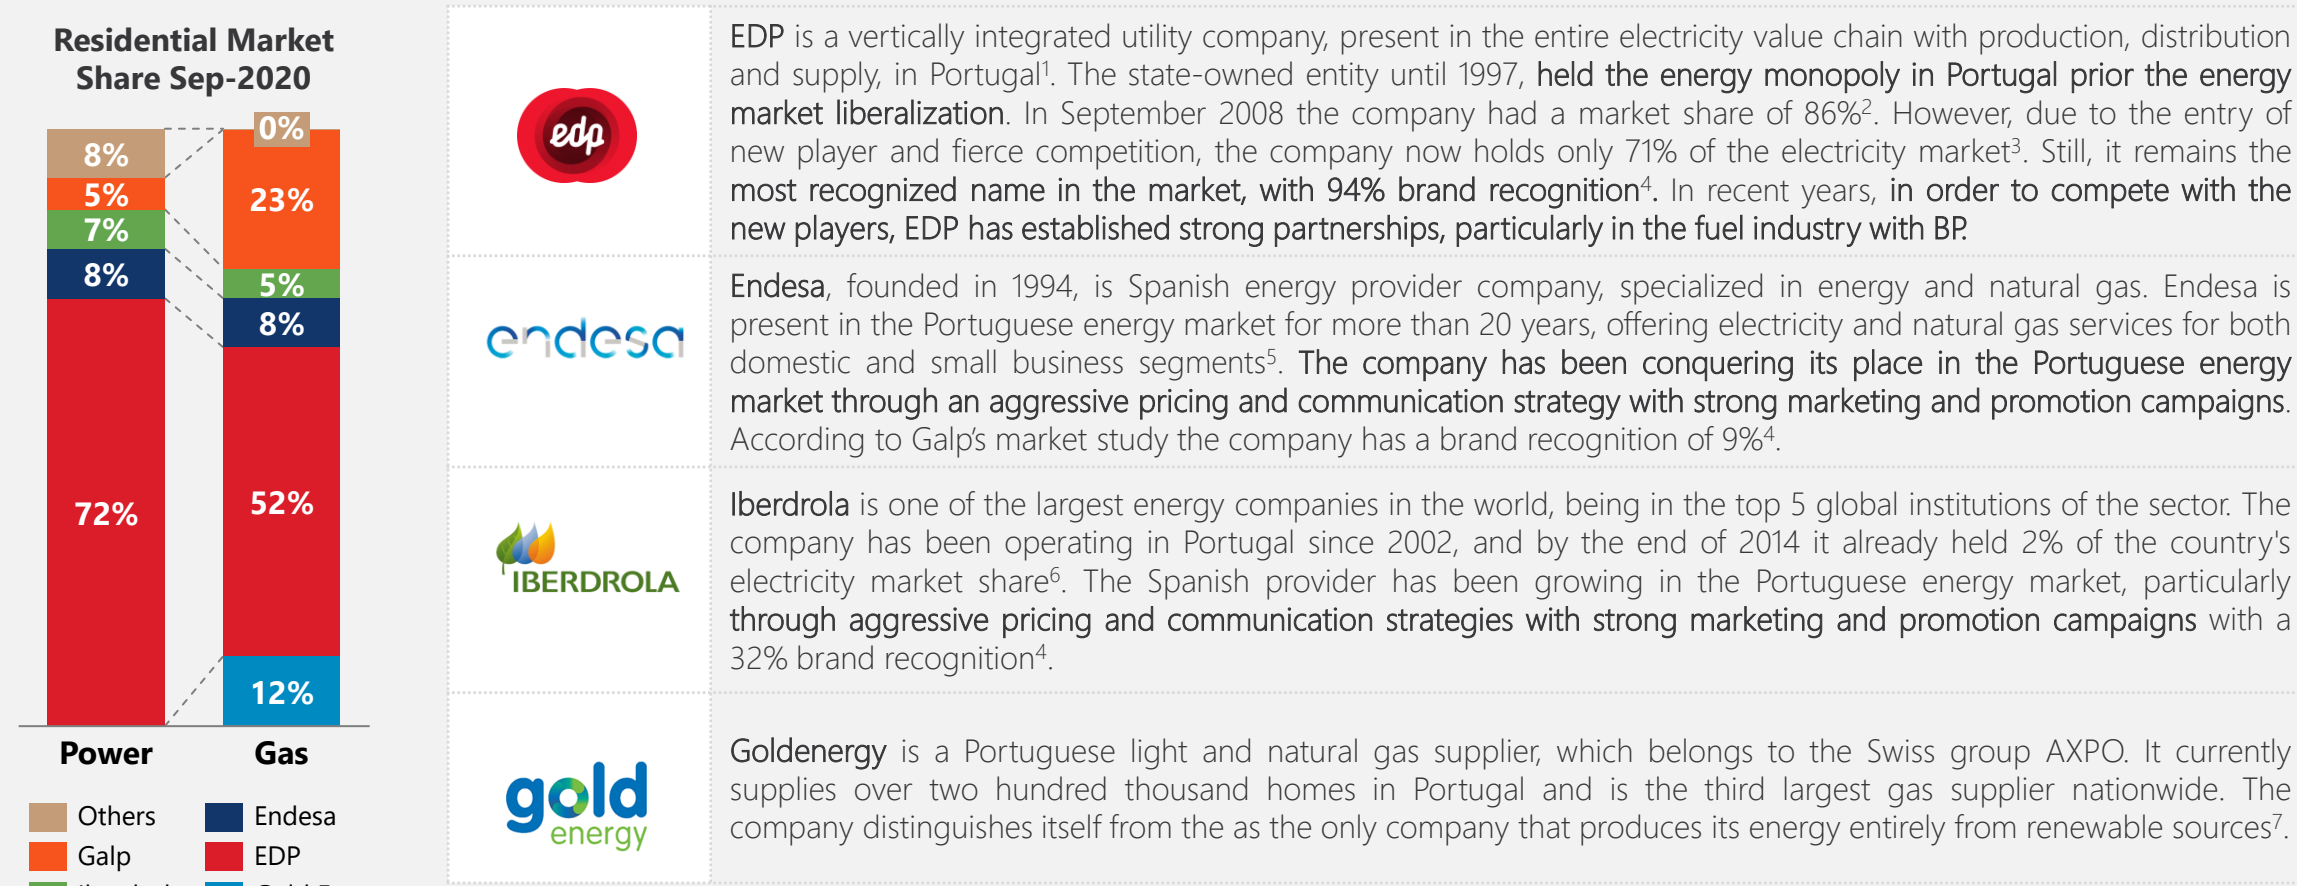 Residential Market
Share Sep-2020
0%
8%
5%
23%
7%
5%
8%
8%
72%
52%
12%
Power
Gas
Others
Endesa
Galp
EDP
edp
EDP is a vertically integrated utility company, present in the entire electricity value chain with production, distribution
and supply, in Portugal¹. The state-owned entity until 1997, held the energy monopoly in Portugal prior the energy
market liberalization. In September 2008 the company had a market share of 86%². However, due to the entry of
new player and fierce competition, the company now holds only 71% of the electricity market³. Still, it remains the
most recognized name in the market, with 94% brand recognition⁴. In recent years, in order to compete with the
new players, EDP has established strong partnerships, particularly in the fuel industry with BP.
endesa
Endesa, founded in 1994, is Spanish energy provider company, specialized in energy and natural gas. Endesa is
present in the Portuguese energy market for more than 20 years, offering electricity and natural gas services for both
domestic and small business segments⁵. The company has been conquering its place in the Portuguese energy
market through an aggressive pricing and communication strategy with strong marketing and promotion campaigns.
According to Galp's market study the company has a brand recognition of 9%⁴.
IBERDROLA
Iberdrola is one of the largest energy companies in the world, being in the top 5 global institutions of the sector. The
company has been operating in Portugal since 2002, and by the end of 2014 it already held 2% of the country's
electricity market share⁶. The Spanish provider has been growing in the Portuguese energy market, particularly
through aggressive pricing and communication strategies with strong marketing and promotion campaigns with a
32% brand recognition⁴.
gold
energy
Goldenergy is a Portuguese light and natural gas supplier, which belongs to the Swiss group AXPO. It currently
supplies over two hundred thousand homes in Portugal and is the third largest gas supplier nationwide. The
company distinguishes itself from the as the only company that produces its energy entirely from renewable sources⁷.